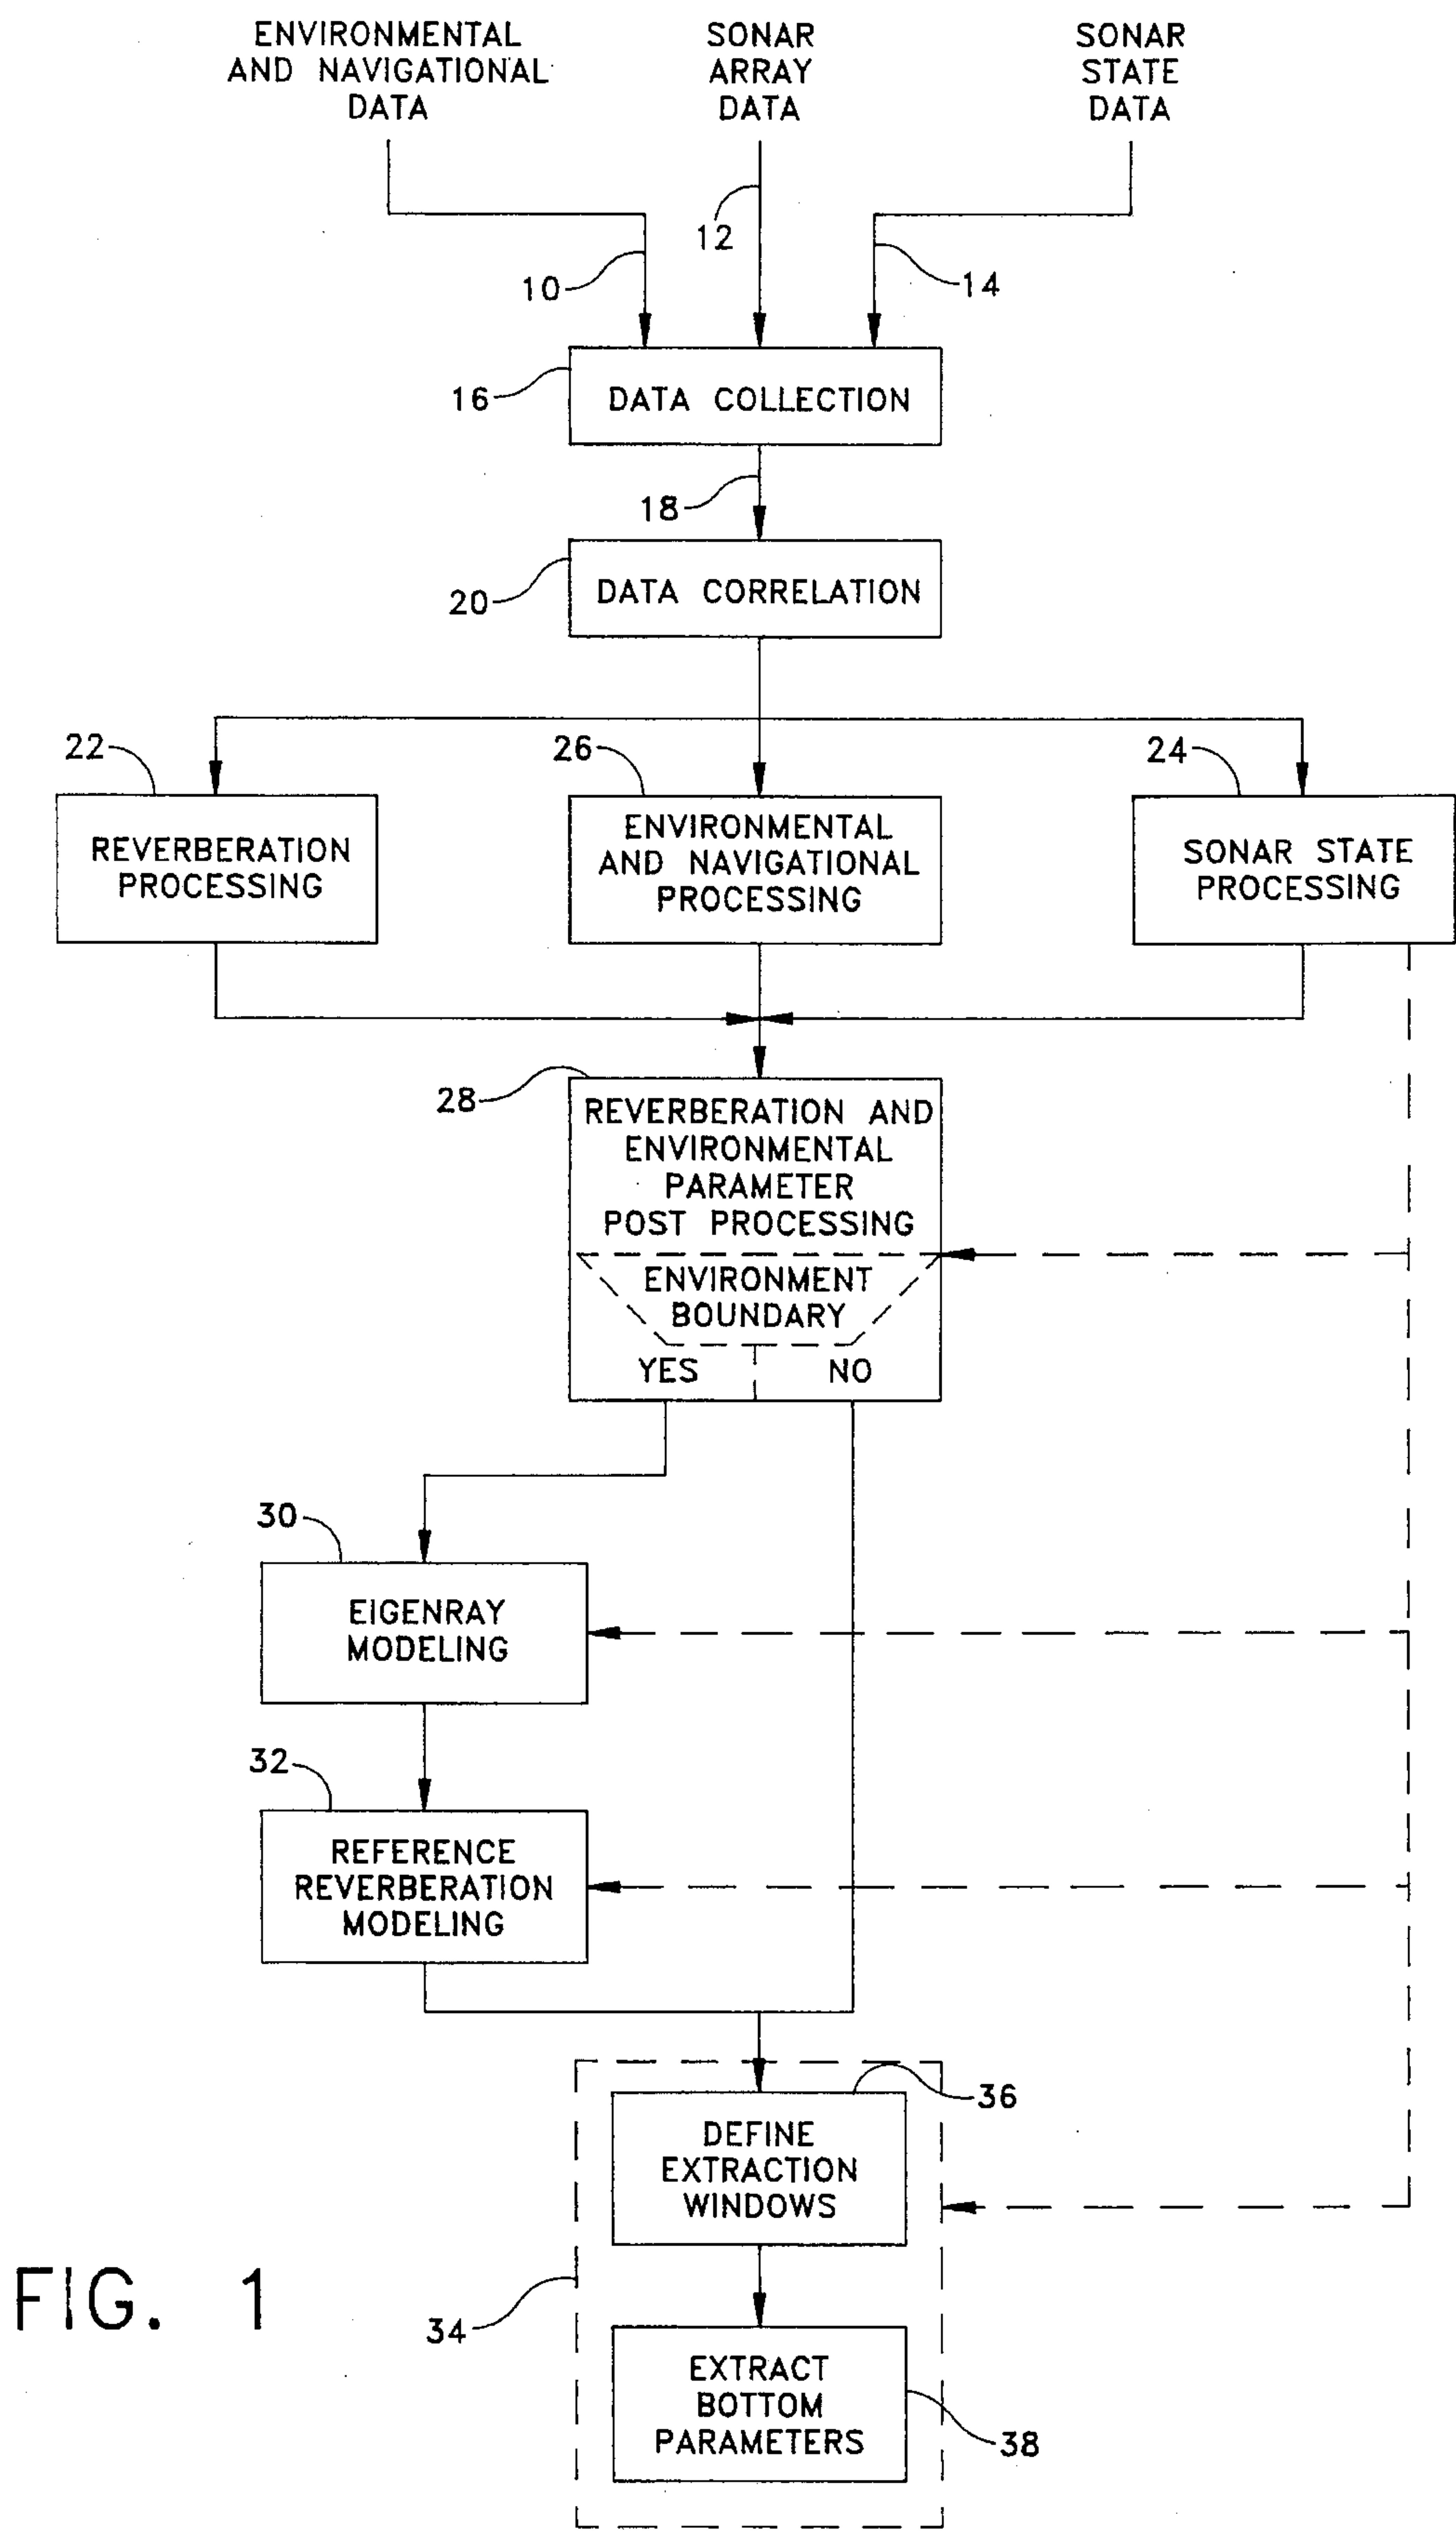 ENVIRONMENTAL
AND NAVIGATIONAL
DATA
SONAR
ARRAY
DATA
SONAR
STATE
DATA
12
10
14
16
DATA COLLECTION
18
20
DATA CORRELATION
22
26
24
REVERBERATION
PROCESSING
ENVIRONMENTAL
AND NAVIGATIONAL
PROCESSING
SONAR STATE
PROCESSING
28
REVERBERATION AND
ENVIRONMENTAL
PARAMETER
POST PROCESSING
ENVIRONMENT
BOUNDARY
YES
NO
30
EIGENRAY
MODELING
32
REFERENCE
REVERBERATION
MODELING
36
DEFINE
EXTRACTION
WINDOWS
34
EXTRACT
BOTTOM
PARAMETERS
38
FIG. 1